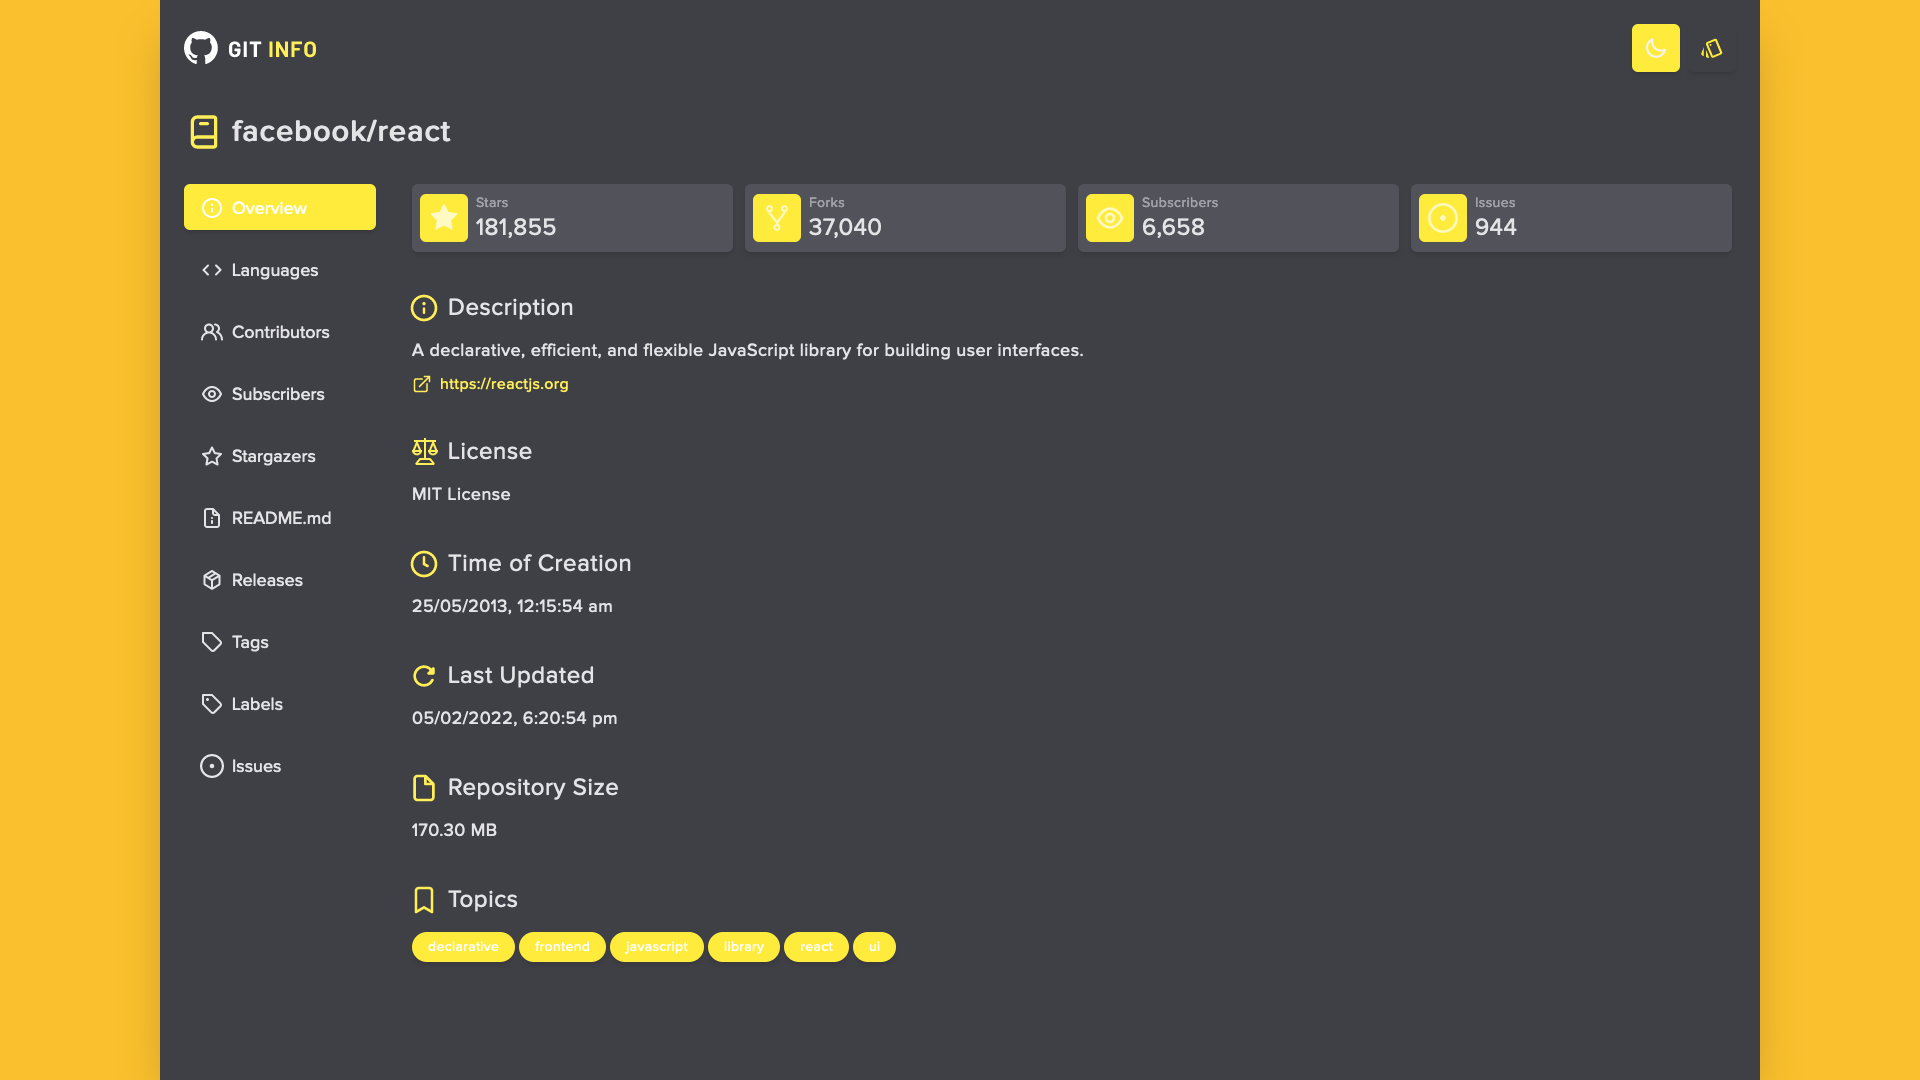 GIT INFO
facebook/react
Overview
Languages
Contributors
Subscribers
Stargazers
README.md
Releases
Tags
Labels
Issues
Stars
181,855
Forks
37,040
Subscribers
6,658
Issues
944
Description
A declarative, efficient, and flexible JavaScript library for building user interfaces.
https://reactjs.org
License
MIT License
Time of Creation
25/05/2013, 12:15:54 am
Last Updated
05/02/2022, 6:20:54 pm
Repository Size
170.30 MB
Topics
declarative frontend javascript library react ui